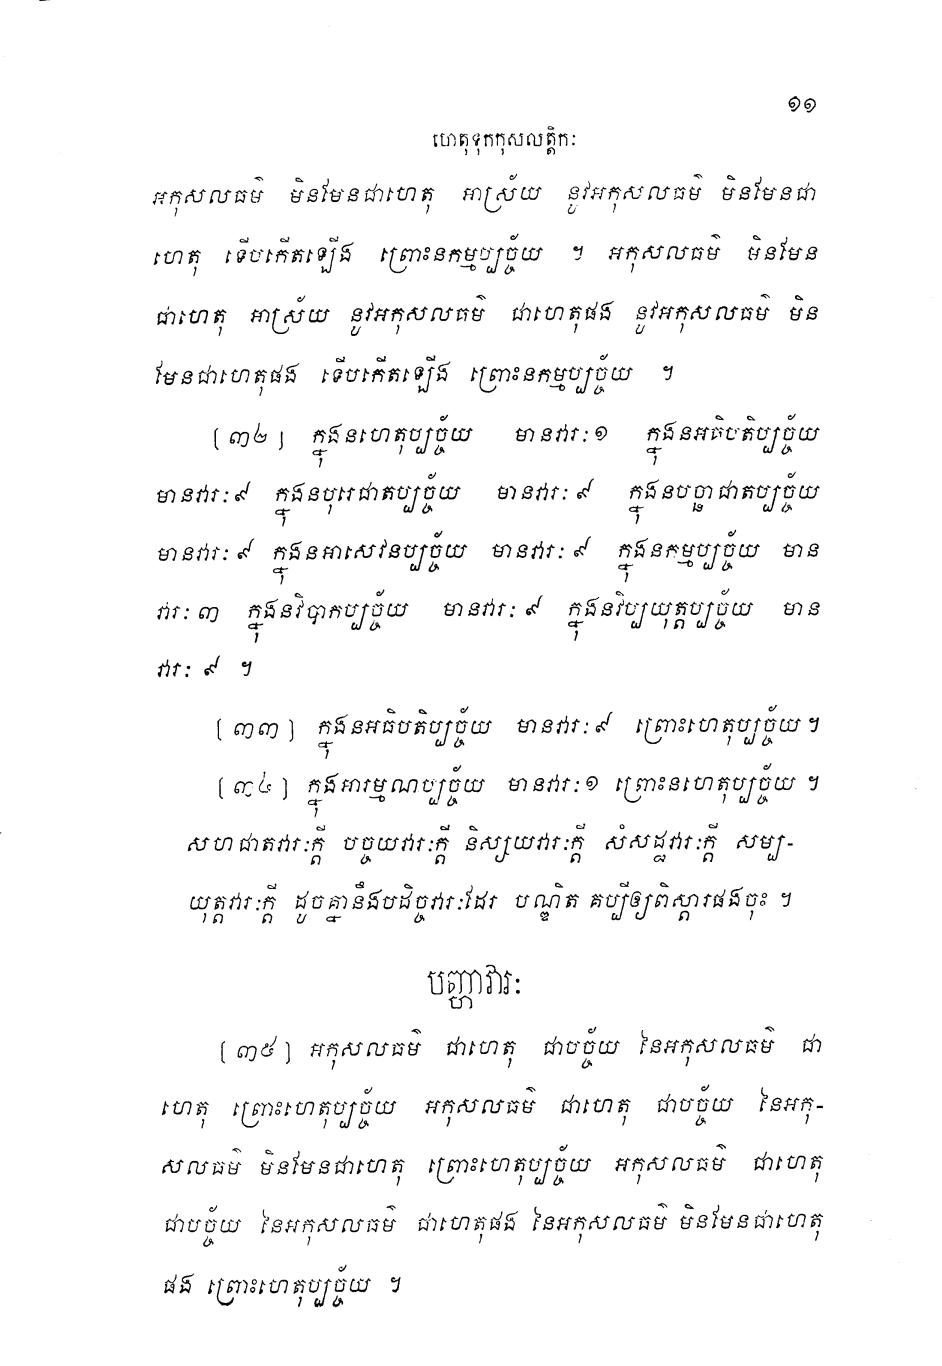 ១១
ហេតុទុកកុសលត្តិកៈ
អកុសលធម៌ មិនមែនជាហេតុ អាស្រ័យ នូវអកុសលធម៌ មិនមែនជា
ហេតុ ទើបកើតឡើង ព្រោះនកម្មប្បច្ច័យ ។ អកុសលធម៌ មិនមែន
ជាហេតុ អាស្រ័យ នូវអកុសលធម៌ ជាហេតុផង នូវអកុសលធម៌ មិន
មែនជាហេតុផង ទើបកើតឡើង ព្រោះនកម្មប្បច្ច័យ ។
[៣២] ក្នុងនហេតុប្បច្ច័យ មានវារៈ១ ក្នុងនអធិបតិប្បច្ច័យ
មានវារៈ៩ ក្នុងនបុរេជាតប្បច្ច័យ មានវារៈ៩ ក្នុងនបច្ឆាជាតប្បច្ច័យ
មានវារៈ៩ ក្នុងនអាសេវនប្បច្ច័យ មានវារៈ៩ ក្នុងនកម្មប្បច្ច័យ មាន
វារៈ៣ ក្នុងនវិបាកប្បច្ច័យ មានវារៈ៩ ក្នុងនវិប្បយុត្តប្បច្ច័យ មាន
វារៈ៩ ។
[៣៣] ក្នុងនអធិបតិប្បច្ច័យ មានវារៈ៩ ព្រោះហេតុប្បច្ច័យ។
[៣៤] ក្នុងអារម្មណប្បច្ច័យ មានវារៈ១ ព្រោះនហេតុប្បច្ច័យ ។
សហជាតវារៈក្តី បច្ចយវារៈក្តី និស្សយវារៈក្តី សំសដ្ឋវារៈក្តី សម្ប-
យុត្តវារៈក្តី ដូចគ្នានឹងបដិច្ចវារៈដែរ បណ្ឌិត គប្បីឲ្យពិស្តារផងចុះ ។
បញ្ហាវារៈ
[៣៥] អកុសលធម៌ ជាហេតុ ជាបច្ច័យ នៃអកុសលធម៌ ជា
ហេតុ ព្រោះហេតុប្បច្ច័យ អកុសលធម៌ ជាហេតុ ជាបច្ច័យ នៃអកុ-
សលធម៌ មិនមែនជាហេតុ ព្រោះហេតុប្បច្ច័យ អកុសលធម៌ ជាហេតុ
ជាបច្ច័យ នៃអកុសលធម៌ ជាហេតុផង នៃអកុសលធម៌ មិនមែនជាហេតុ
ផង ព្រោះហេតុប្បច្ច័យ ។